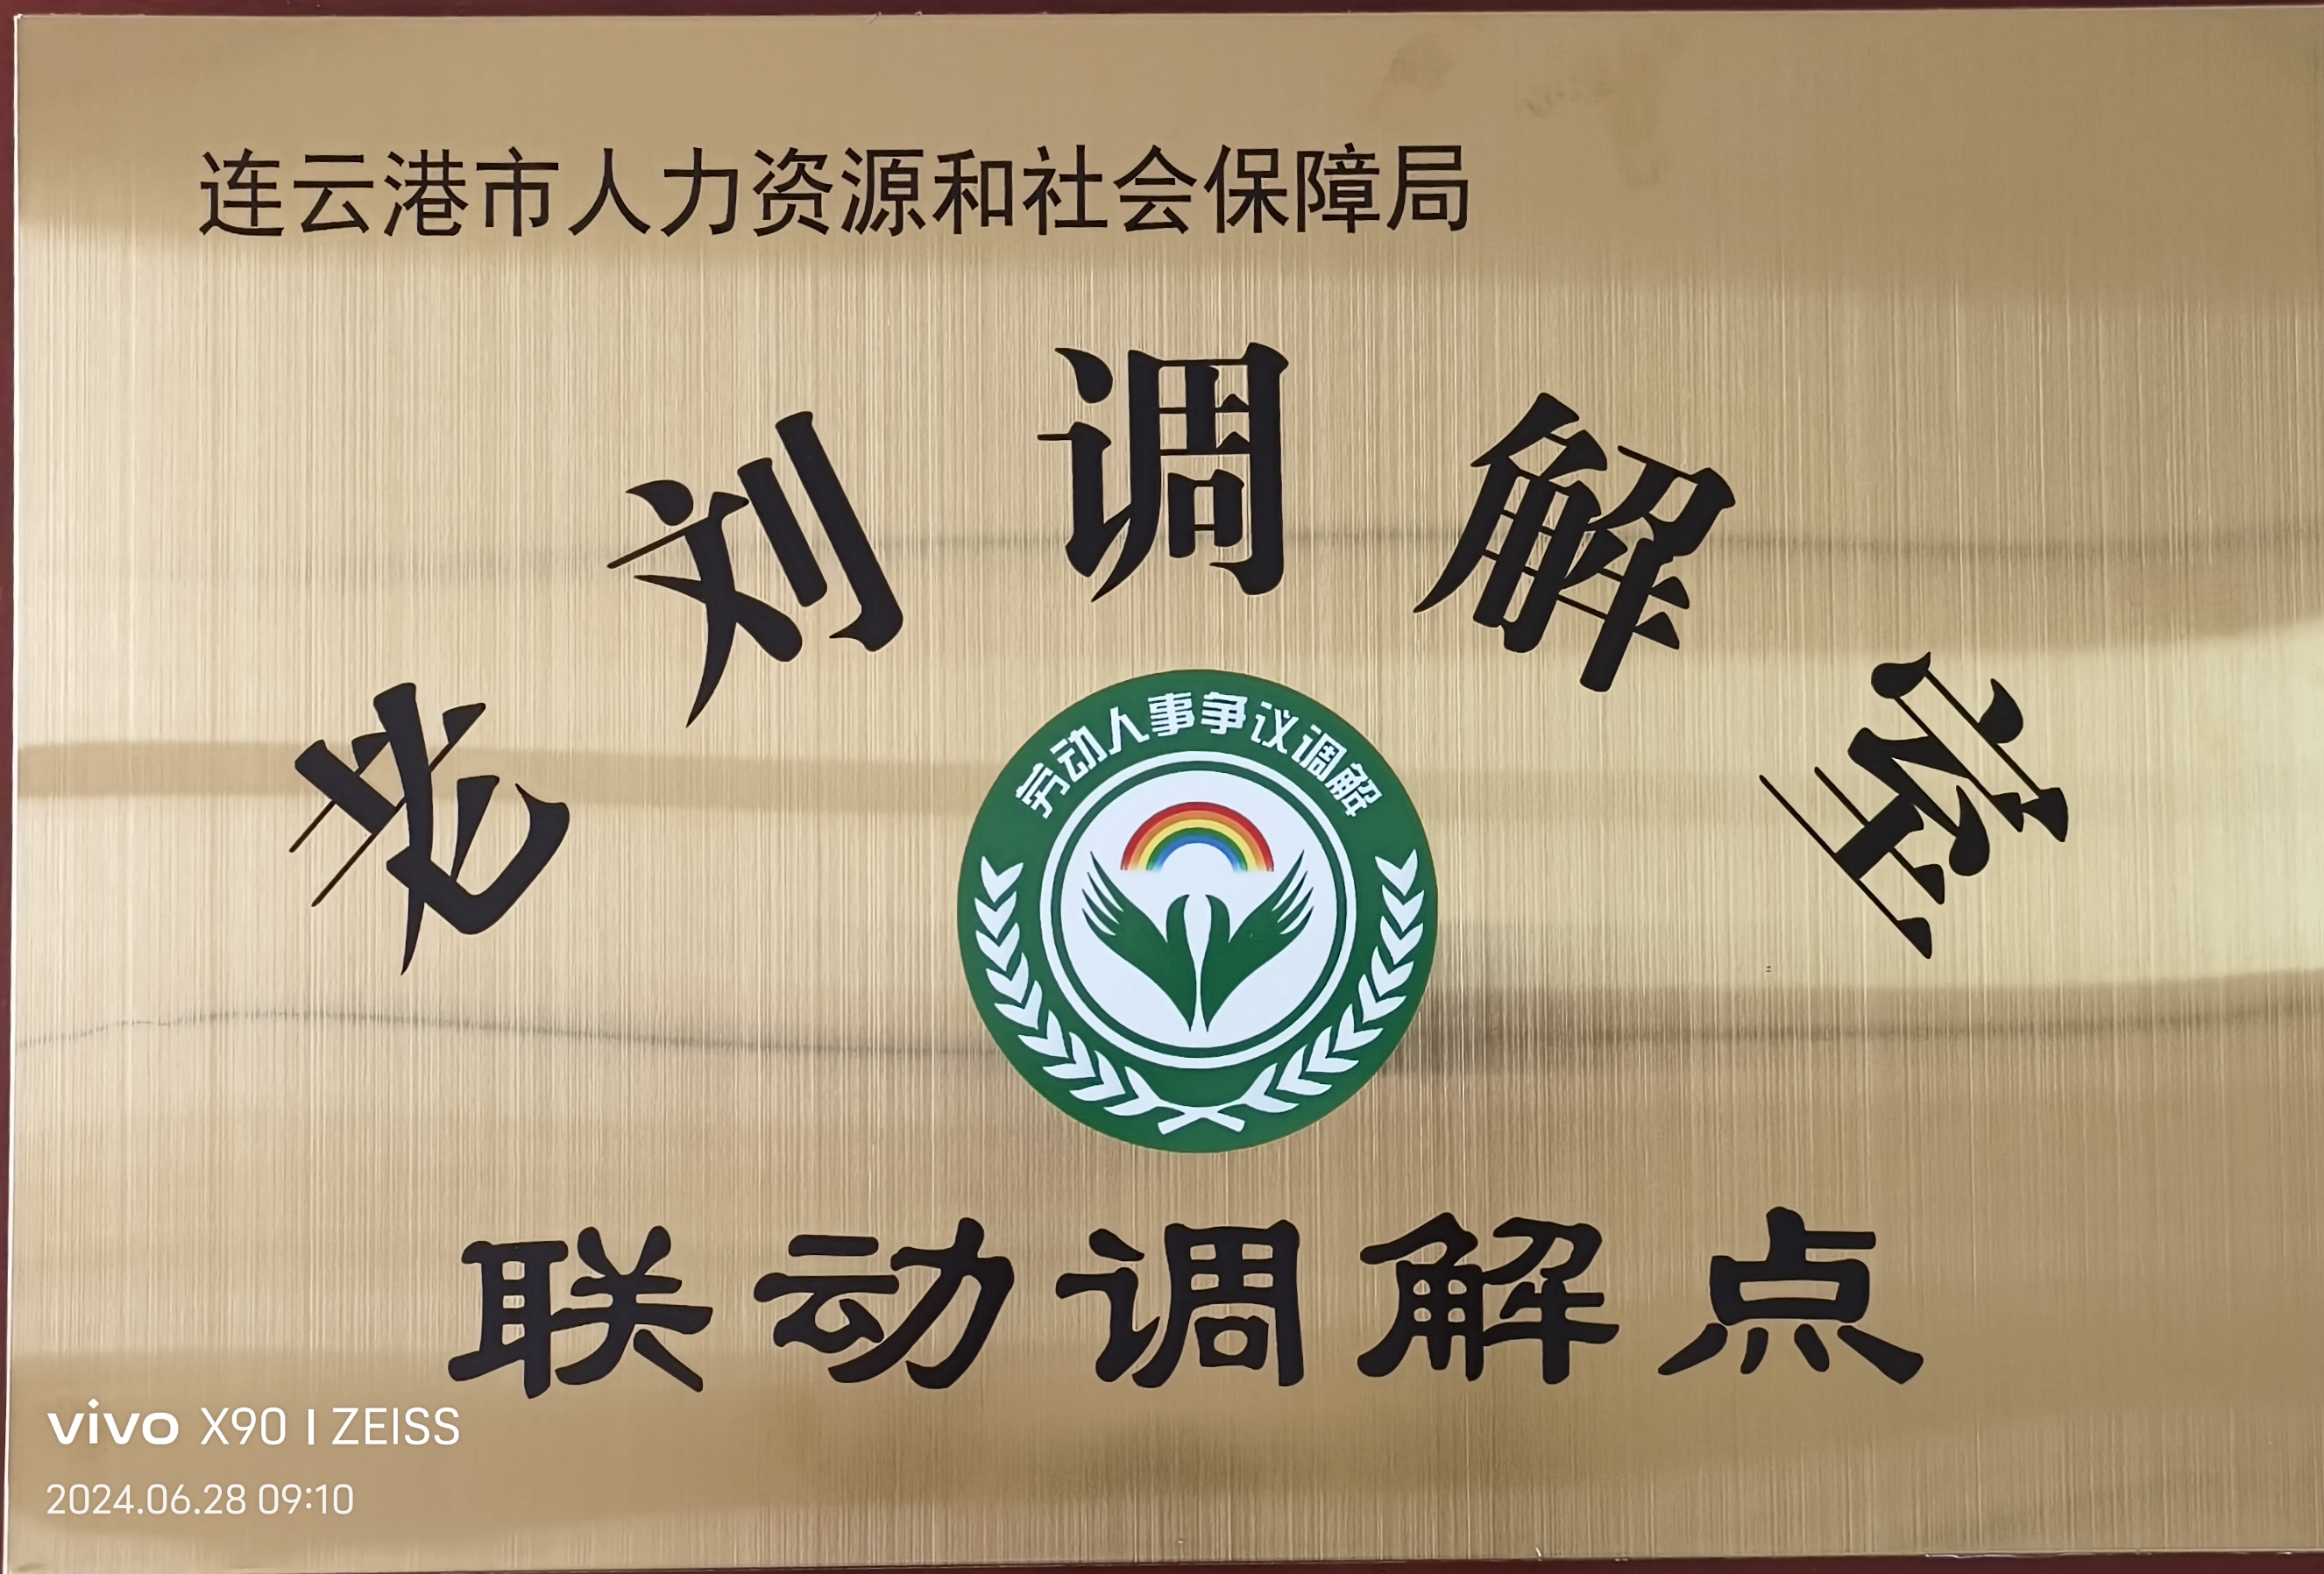 连云港市人力资源和社会保障局
老刘调解室
劳动人事争议调解
联动调解点
vivo X90 | ZEISS
2024.06.28 09:10